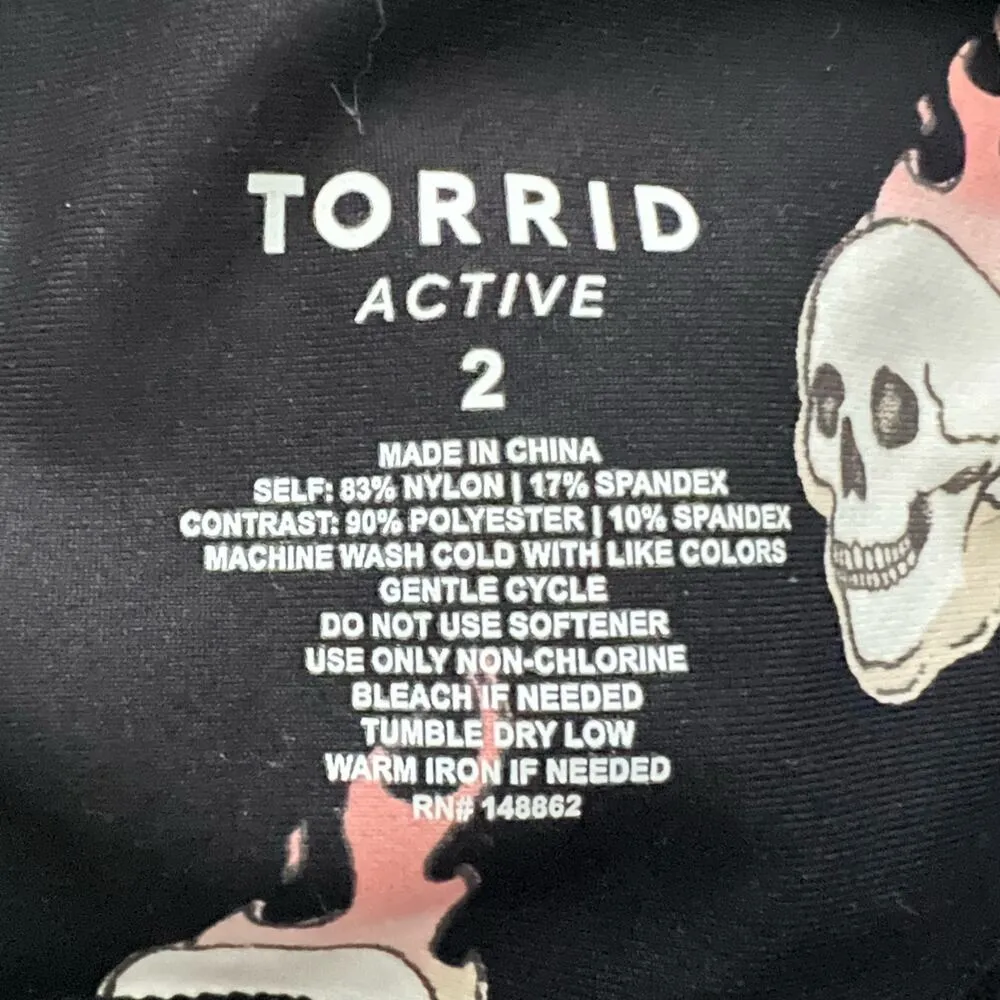 TORRID
ACTIVE
2
MADE IN CHINA
SELF: 83% NYLON | 17% SPANDEX
CONTRAST: 90% POLYESTER | 10% SPANDEX
MACHINE WASH COLD WITH LIKE COLORS
GENTLE CYCLE
DO NOT USE SOFTENER
USE ONLY NON-CHLORINE
BLEACH IF NEEDED
TUMBLE DRY LOW
WARM IRON IF NEEDED
RN# 148862